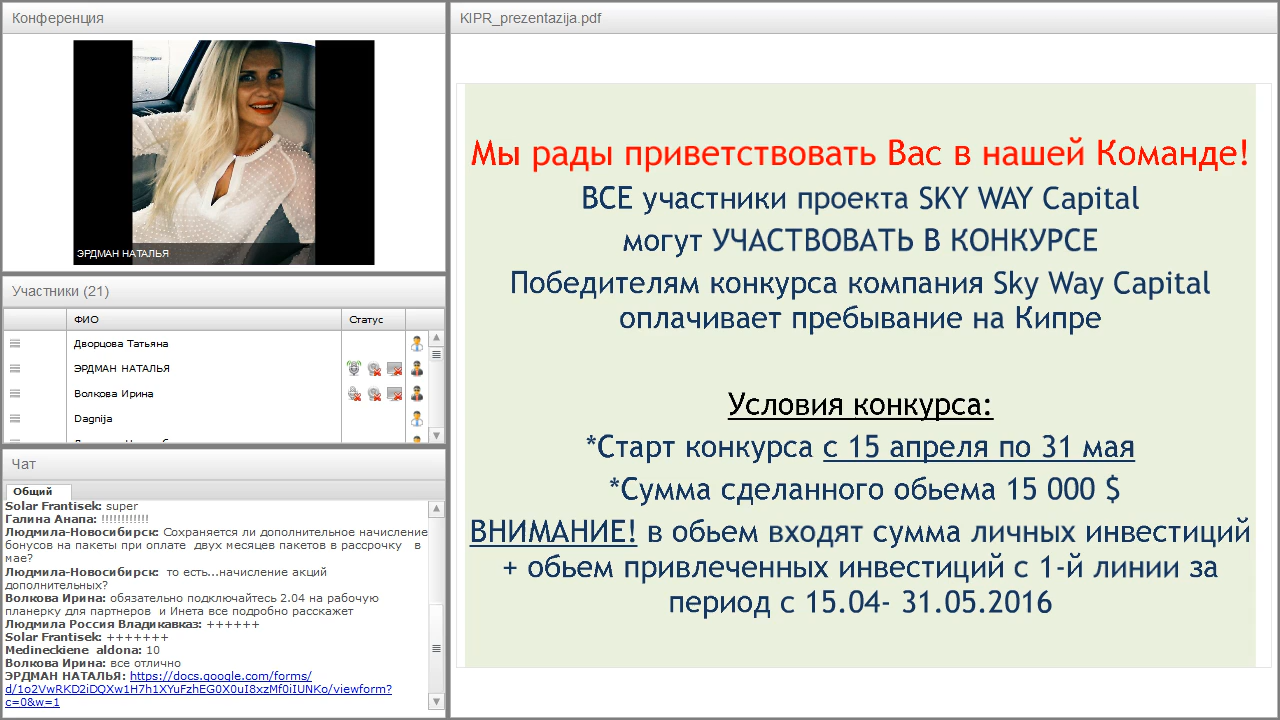 Конференция
ЭРДМАН НАТАЛЬЯ
Участники (21)
ФИО
Статус
Дворцова Татьяна
ЭРДМАН НАТАЛЬЯ
Волкова Ирина
Dagnija
Чат
Общий
Solar Frantisek: super
Галина Анапа: !!!!!!!!!!!!
Людмила-Новосибирск: Сохраняется ли дополнительное начисление
бонусов на пакеты при оплате двух месяцев пакетов в рассрочку в
мае?
Людмила-Новосибирск: то есть...начисление акций
дополнительных?
Волкова Ирина: обязательно подключайтесь 2.04 на рабочую
планерку для партнеров и Инета все подробно расскажет
Людмила Россия Владикавказ: ++++++
Solar Frantisek: +++++++
Medineckiene aldona: 10
Волкова Ирина: все отлично
ЭРДМАН НАТАЛЬЯ: https://docs.google.com/forms/
d/1o2VwRKD2iDQXw1H7h1XYuFzhEG0X0uI8xzMf0iIUNKo/viewform?
c=0&w=1
KIPR_prezentazija.pdf
Мы рады приветствовать Вас в нашей Команде!
ВСЕ участники проекта SKY WAY Capital
могут УЧАСТВОВАТЬ В КОНКУРСЕ
Победителям конкурса компания Sky Way Capital
оплачивает пребывание на Кипре
Условия конкурса:
*Старт конкурса с 15 апреля по 31 мая
*Сумма сделанного обьема 15 000 $
ВНИМАНИЕ! в обьем входят сумма личных инвестиций
+ обьем привлеченных инвестиций с 1-й линии за
период с 15.04- 31.05.2016